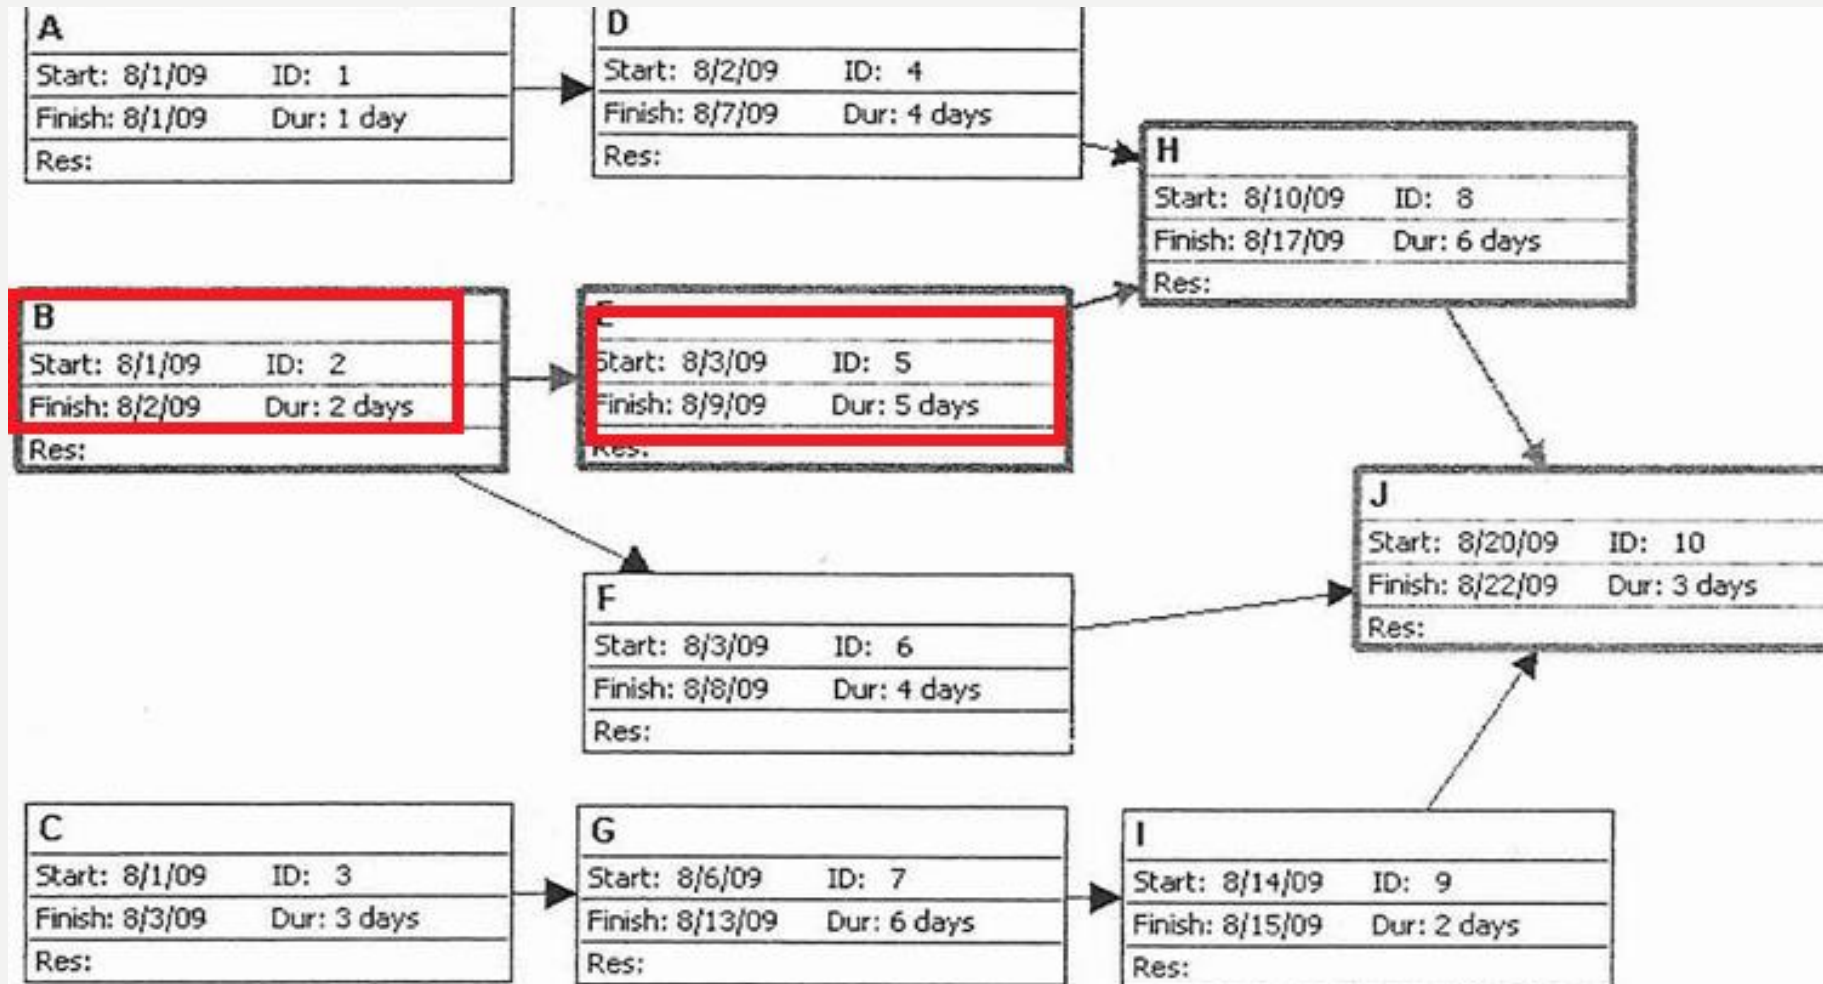 A
Start: 8/1/09 ID: 1
Finish: 8/1/09 Dur: 1 day
Res:
D
Start: 8/2/09 ID: 4
Finish: 8/7/09 Dur: 4 days
Res:
H
Start: 8/10/09 ID: 8
Finish: 8/17/09 Dur: 6 days
Res:
B
Start: 8/1/09 ID: 2
Finish: 8/2/09 Dur: 2 days
Res:
E
Start: 8/3/09 ID: 5
Finish: 8/9/09 Dur: 5 days
Res:
J
Start: 8/20/09 ID: 10
Finish: 8/22/09 Dur: 3 days
Res:
F
Start: 8/3/09 ID: 6
Finish: 8/8/09 Dur: 4 days
Res:
C
Start: 8/1/09 ID: 3
Finish: 8/3/09 Dur: 3 days
Res:
G
Start: 8/6/09 ID: 7
Finish: 8/13/09 Dur: 6 days
Res:
I
Start: 8/14/09 ID: 9
Finish: 8/15/09 Dur: 2 days
Res: